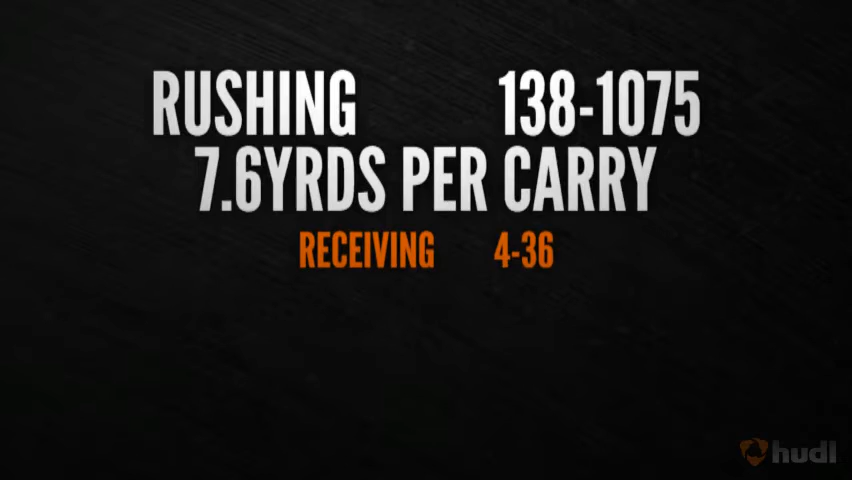 RUSHING 138-1075
7.6YRDS PER CARRY
RECEIVING 4-36
hudl